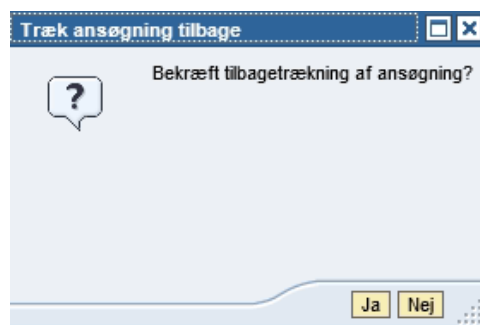 Træk ansøgning tilbage
Bekræft tilbagetrækning af ansøgning?
?
Ja Nej